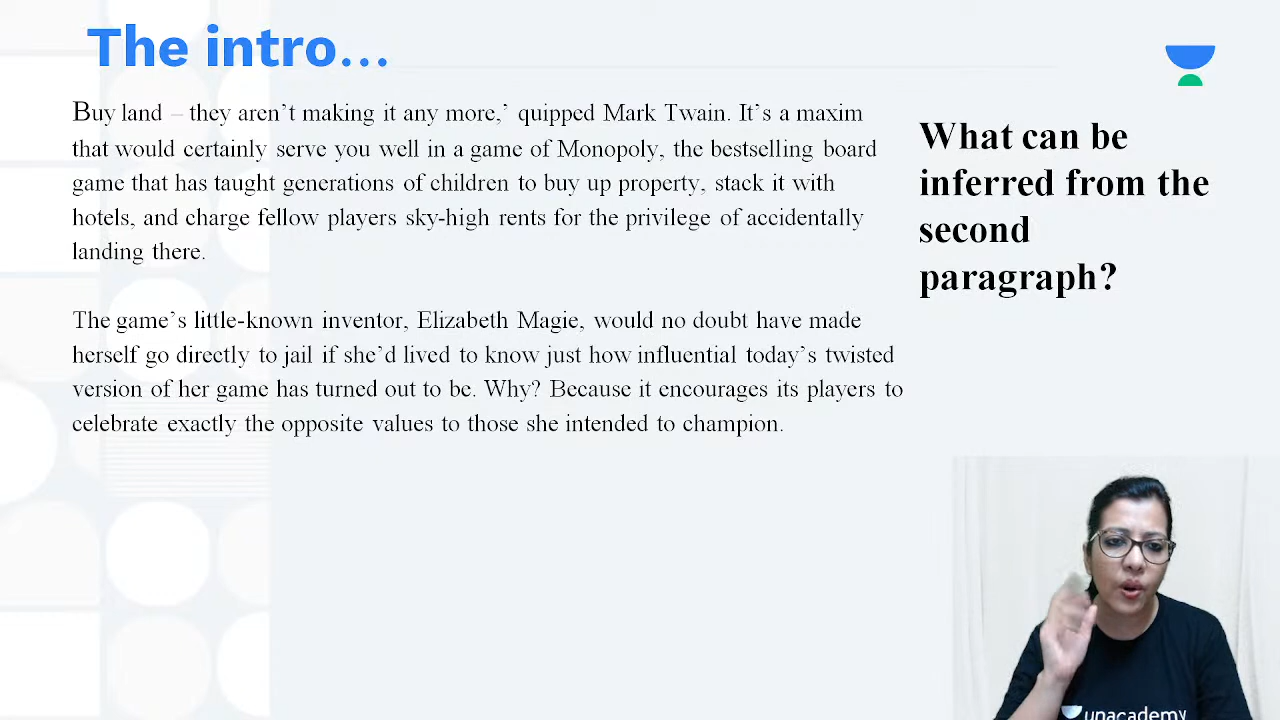 The intro...
Buy land – they aren’t making it any more,’ quipped Mark Twain. It’s a maxim
that would certainly serve you well in a game of Monopoly, the bestselling board
game that has taught generations of children to buy up property, stack it with
hotels, and charge fellow players sky-high rents for the privilege of accidentally
landing there.
The game’s little-known inventor, Elizabeth Magie, would no doubt have made
herself go directly to jail if she’d lived to know just how influential today’s twisted
version of her game has turned out to be. Why? Because it encourages its players to
celebrate exactly the opposite values to those she intended to champion.
What can be
inferred from the
second
paragraph?
unacademy